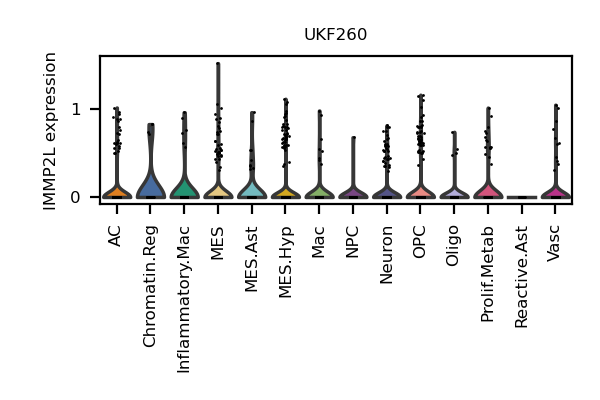 UKF260
IMMP2L expression
1
0
AC
Chromatin.Reg
Inflammatory.Mac
MES
MES.Ast
MES.Hyp
Mac
NPC
Neuron
OPC
Oligo
Prolif.Metab
Reactive.Ast
Vasc